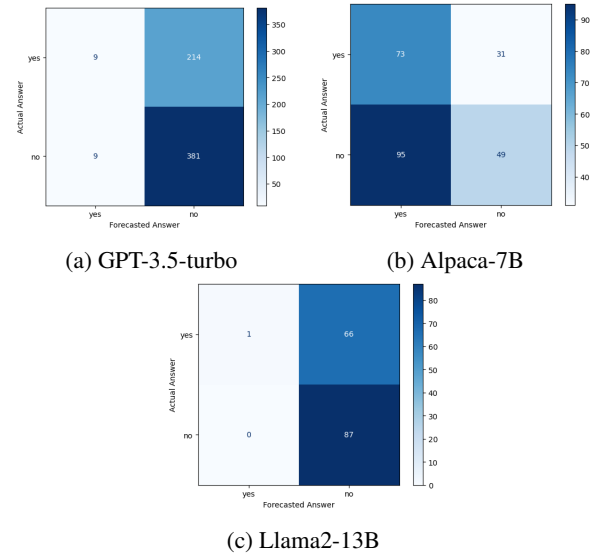 yes
9
214
no
9
381
yes
no
Actual Answer
Forecasted Answer
350
300
250
200
150
100
50
(a) GPT-3.5-turbo
yes
73
31
no
95
49
yes
no
Actual Answer
Forecasted Answer
90
80
70
60
50
40
(b) Alpaca-7B
yes
1
66
no
0
87
yes
no
Actual Answer
Forecasted Answer
80
70
60
50
40
30
20
10
0
(c) Llama2-13B